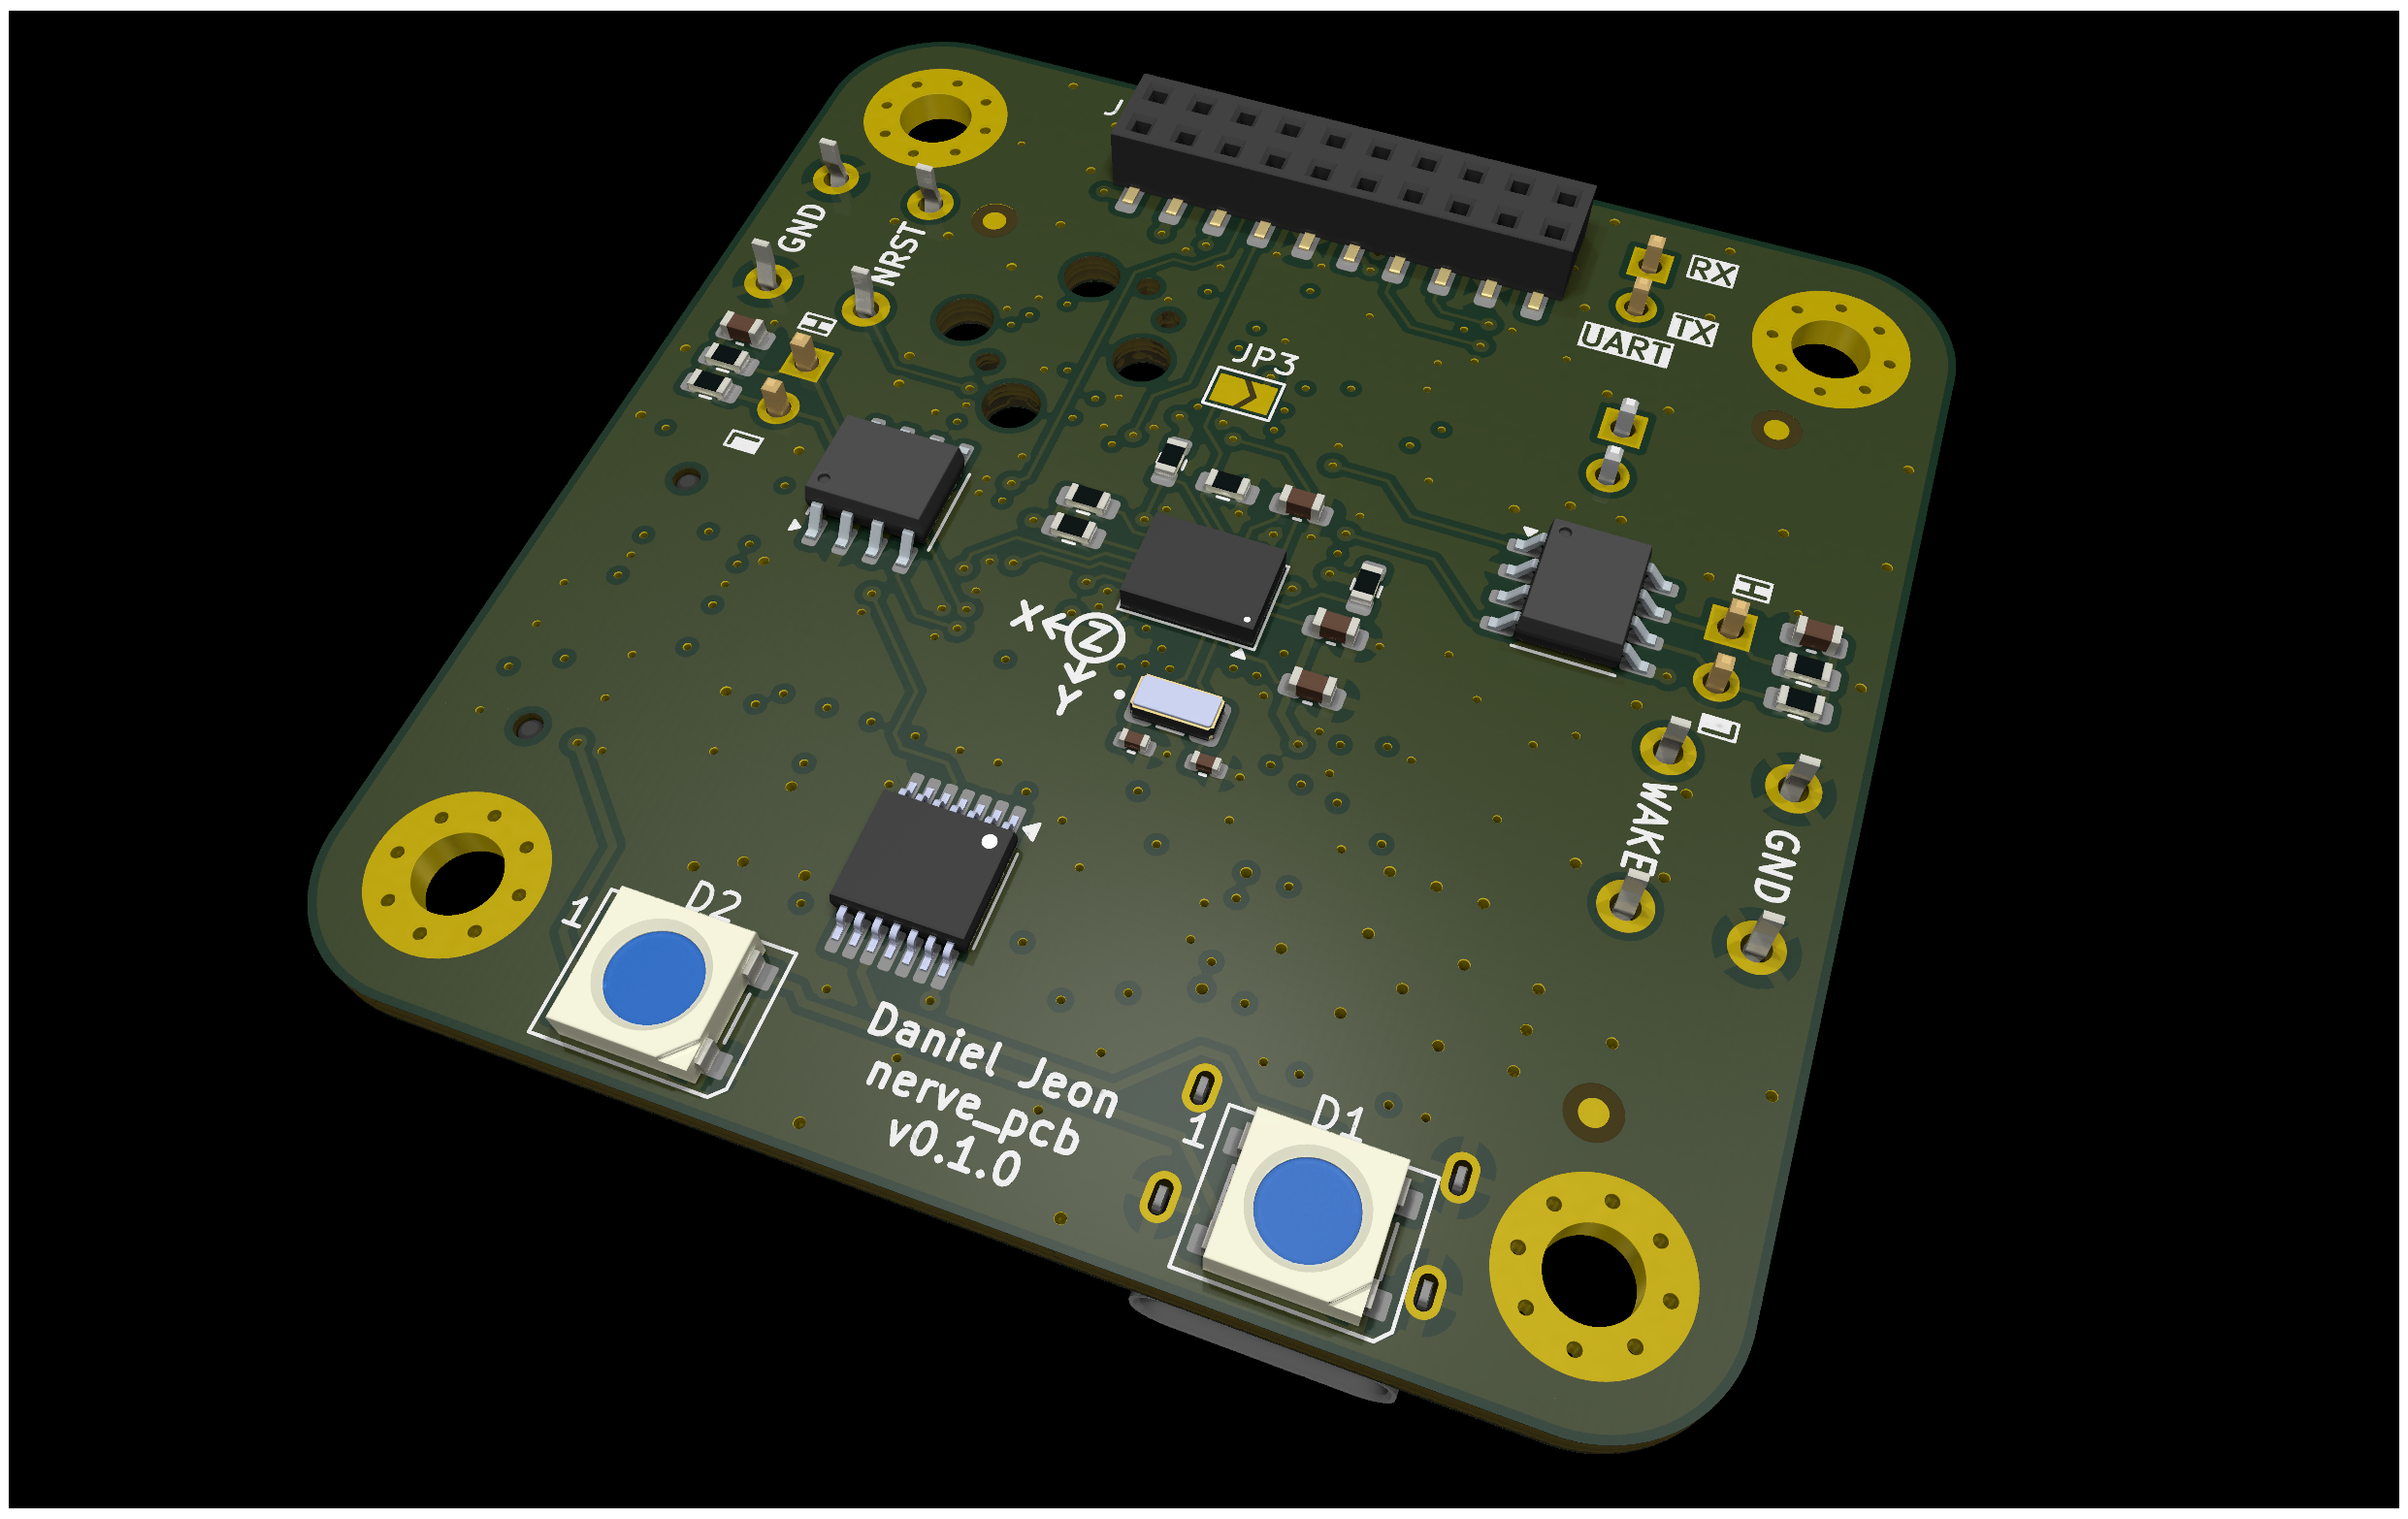 J
GND
NRST
H
L
JP3
RX
TX
UART
H
L
WAKE
GND
X
Z
Y
1
D2
Daniel Jeon
nerve_pcb
v0.1.0
1
D1